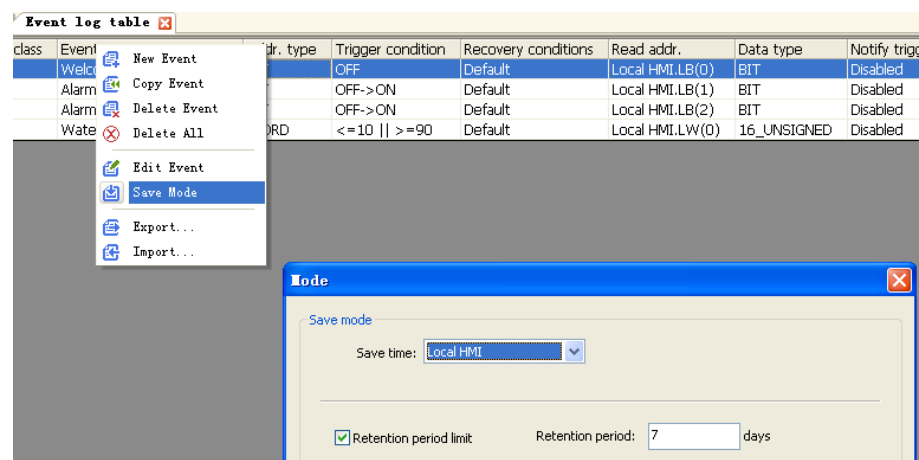 Event log table
class Event dr. type Trigger condition Recovery conditions Read addr. Data type Notify trigg
Welco OFF Default Local HMI.LB(0) BIT Disabled
Alarm OFF->ON Default Local HMI.LB(1) BIT Disabled
Alarm OFF->ON Default Local HMI.LB(2) BIT Disabled
Wate ORD <=10 || >=90 Default Local HMI.LW(0) 16_UNSIGNED Disabled
New Event
Copy Event
Delete Event
Delete All
Edit Event
Save Mode
Export...
Import...
Mode
Save mode
Save time: Local HMI
Retention period limit Retention period: 7 days